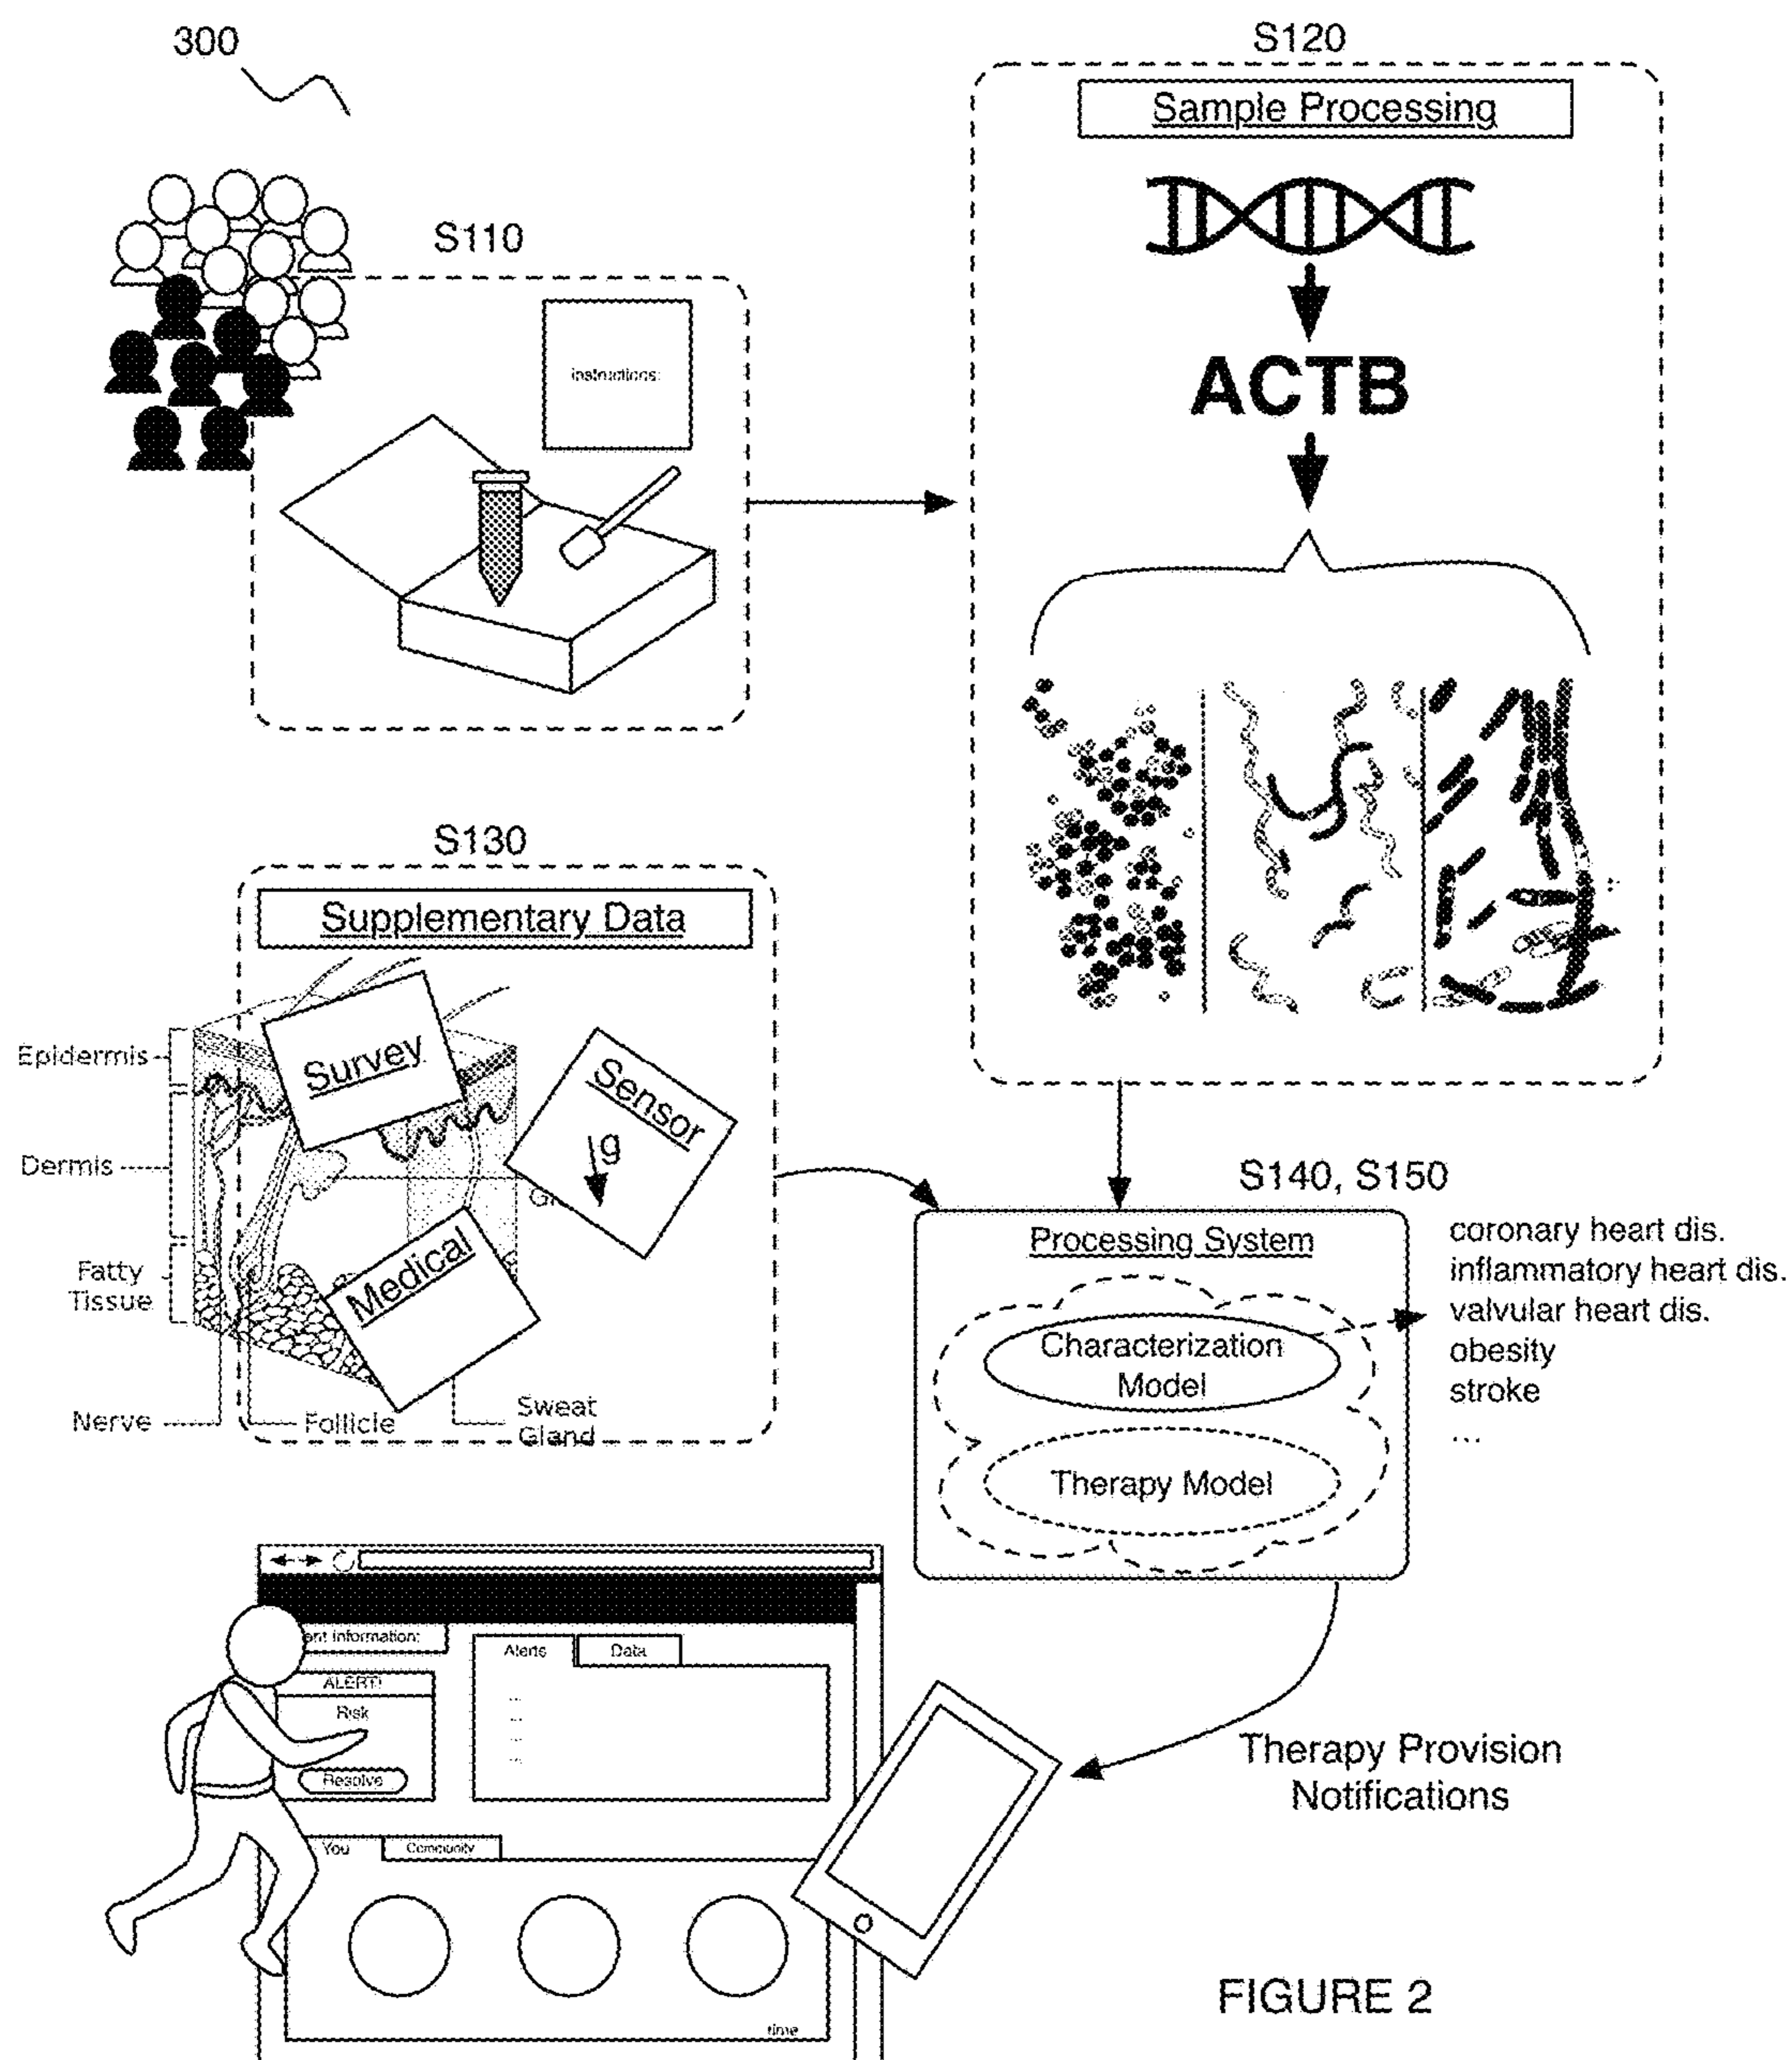 300
S120
Sample Processing
S110
instructions:
ACTB
S130
Supplementary Data
Survey
Sensor
g
Medical
Epidermis
Dermis
Fatty
Tissue
Nerve
Follicle
Sweat
Gland
S140, S150
Processing System
Characterization
Model
Therapy Model
coronary heart dis.
inflammatory heart dis.
valvular heart dis.
obesity
stroke
...
Information:
ALERT!
Risk
Resolve
Alerts
Data
...
...
...
...
You
Community
time
Therapy Provision
Notifications
FIGURE 2